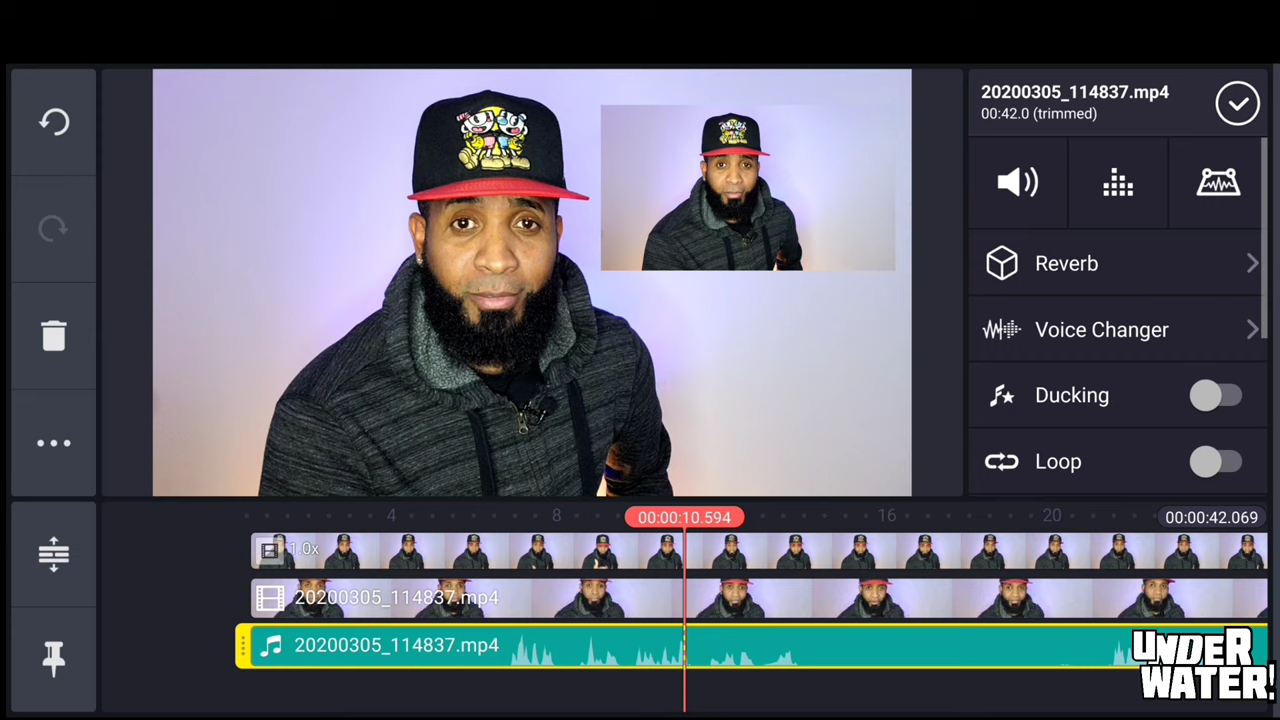 20200305_114837.mp4
00:42.0 (trimmed)
Reverb
Voice Changer
Ducking
Loop
4
8
00:00:10.594
16
20
00:00:42.069
1.0x
20200305_114837.mp4
20200305_114837.mp4
UNDER
WATER!